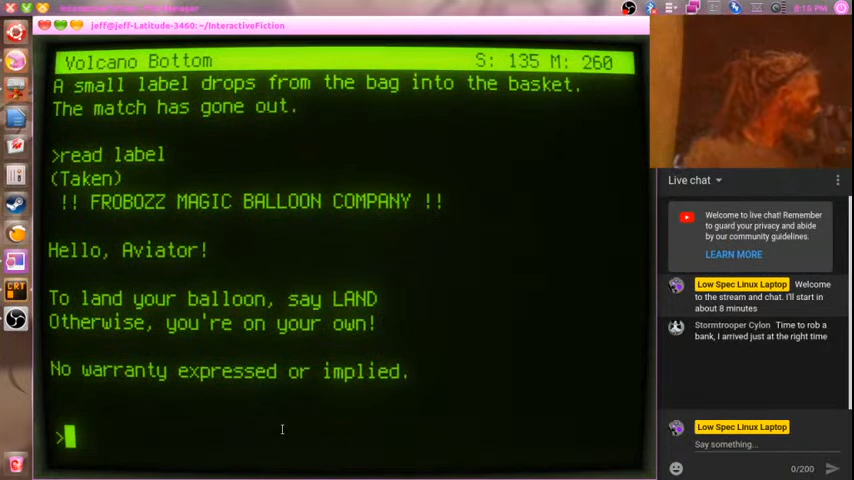 8:15 PM
jeff@jeff-Latitude-3460:~/InteractiveFiction
Volcano Bottom S: 135 M: 260
A small label drops from the bag into the basket.
The match has gone out.
>read label
(Taken)
!! FROBOZZ MAGIC BALLOON COMPANY !!
Hello, Aviator!
To land your balloon, say LAND
Otherwise, you're on your own!
No warranty expressed or implied.
>
Live chat
Welcome to live chat! Remember
to guard your privacy and abide
by our community guidelines.
LEARN MORE
Low Spec Linux Laptop Welcome
to the stream and chat. I'll start in
about 8 minutes
Stormtrooper Cylon Time to rob a
bank, I arrived just at the right time
Low Spec Linux Laptop
Say something...
0/200
CRT